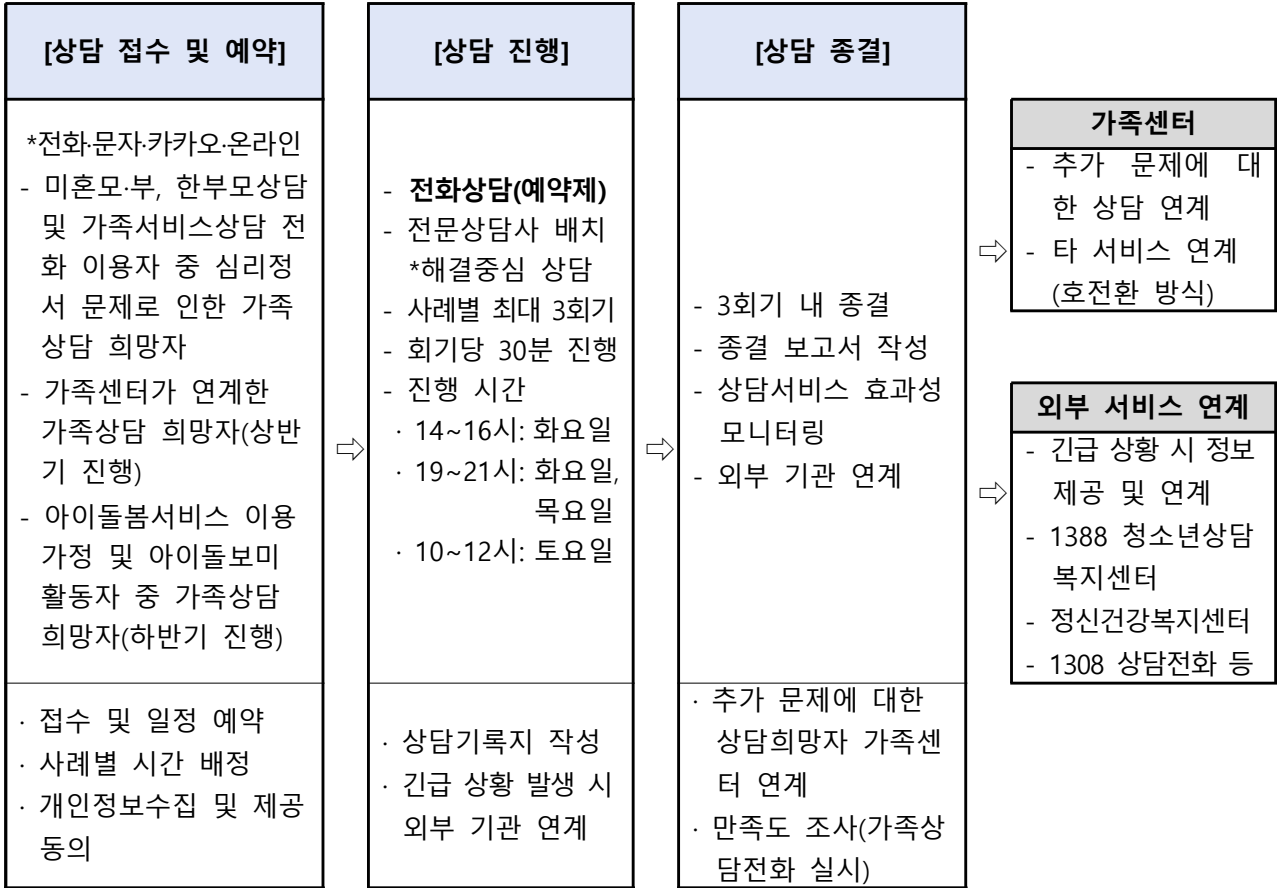 [상담 접수 및 예약]
*전화·문자·카카오·온라인
- 미혼모·부, 한부모상담
및 가족서비스상담 전
화 이용자 중 심리정
서 문제로 인한 가족
상담 희망자
- 가족센터가 연계한
가족상담 희망자(상반
기 진행)
- 아이돌봄서비스 이용
가정 및 아이돌보미
활동자 중 가족상담
희망자(하반기 진행)
· 접수 및 일정 예약
· 사례별 시간 배정
· 개인정보수집 및 제공
동의
⇨
[상담 진행]
- 전화상담(예약제)
- 전문상담사 배치
*해결중심 상담
- 사례별 최대 3회기
- 회기당 30분 진행
- 진행 시간
· 14~16시: 화요일
· 19~21시: 화요일,
목요일
· 10~12시: 토요일
· 상담기록지 작성
· 긴급 상황 발생 시
외부 기관 연계
⇨
[상담 종결]
- 3회기 내 종결
- 종결 보고서 작성
- 상담서비스 효과성
모니터링
- 외부 기관 연계
· 추가 문제에 대한
상담희망자 가족센
터 연계
· 만족도 조사(가족상
담전화 실시)
⇨
가족센터
- 추가 문제에 대
한 상담 연계
- 타 서비스 연계
(호전환 방식)
⇨
외부 서비스 연계
- 긴급 상황 시 정보
제공 및 연계
- 1388 청소년상담
복지센터
- 정신건강복지센터
- 1308 상담전화 등